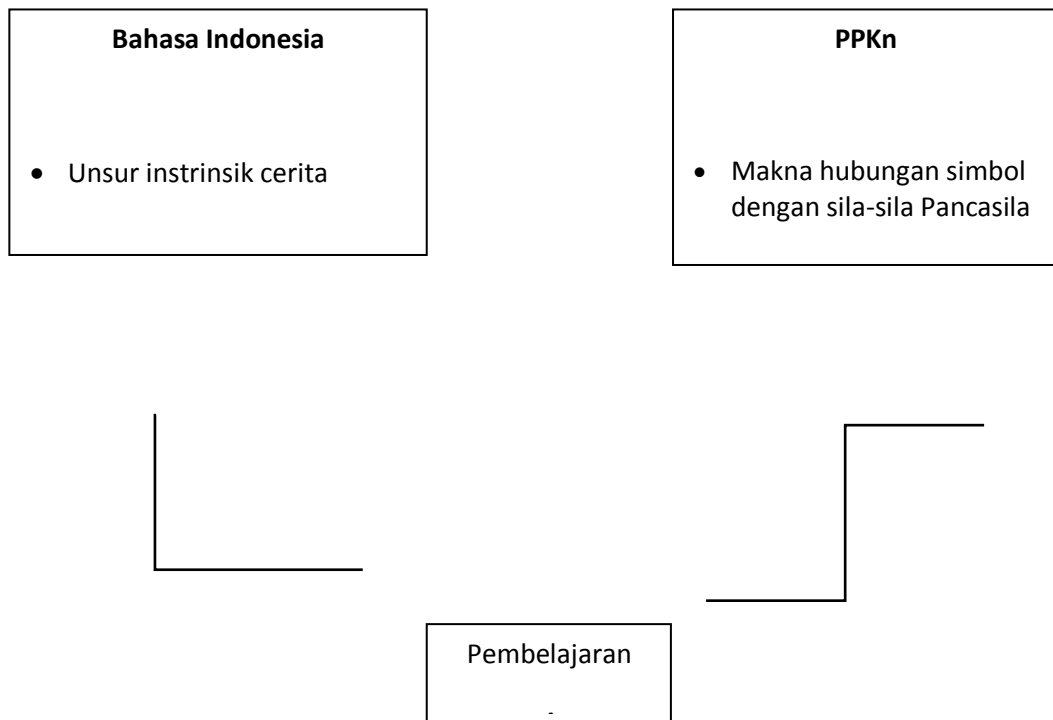 Bahasa Indonesia
• Unsur instrinsik cerita
PPKn
• Makna hubungan simbol
dengan sila-sila Pancasila
Pembelajaran